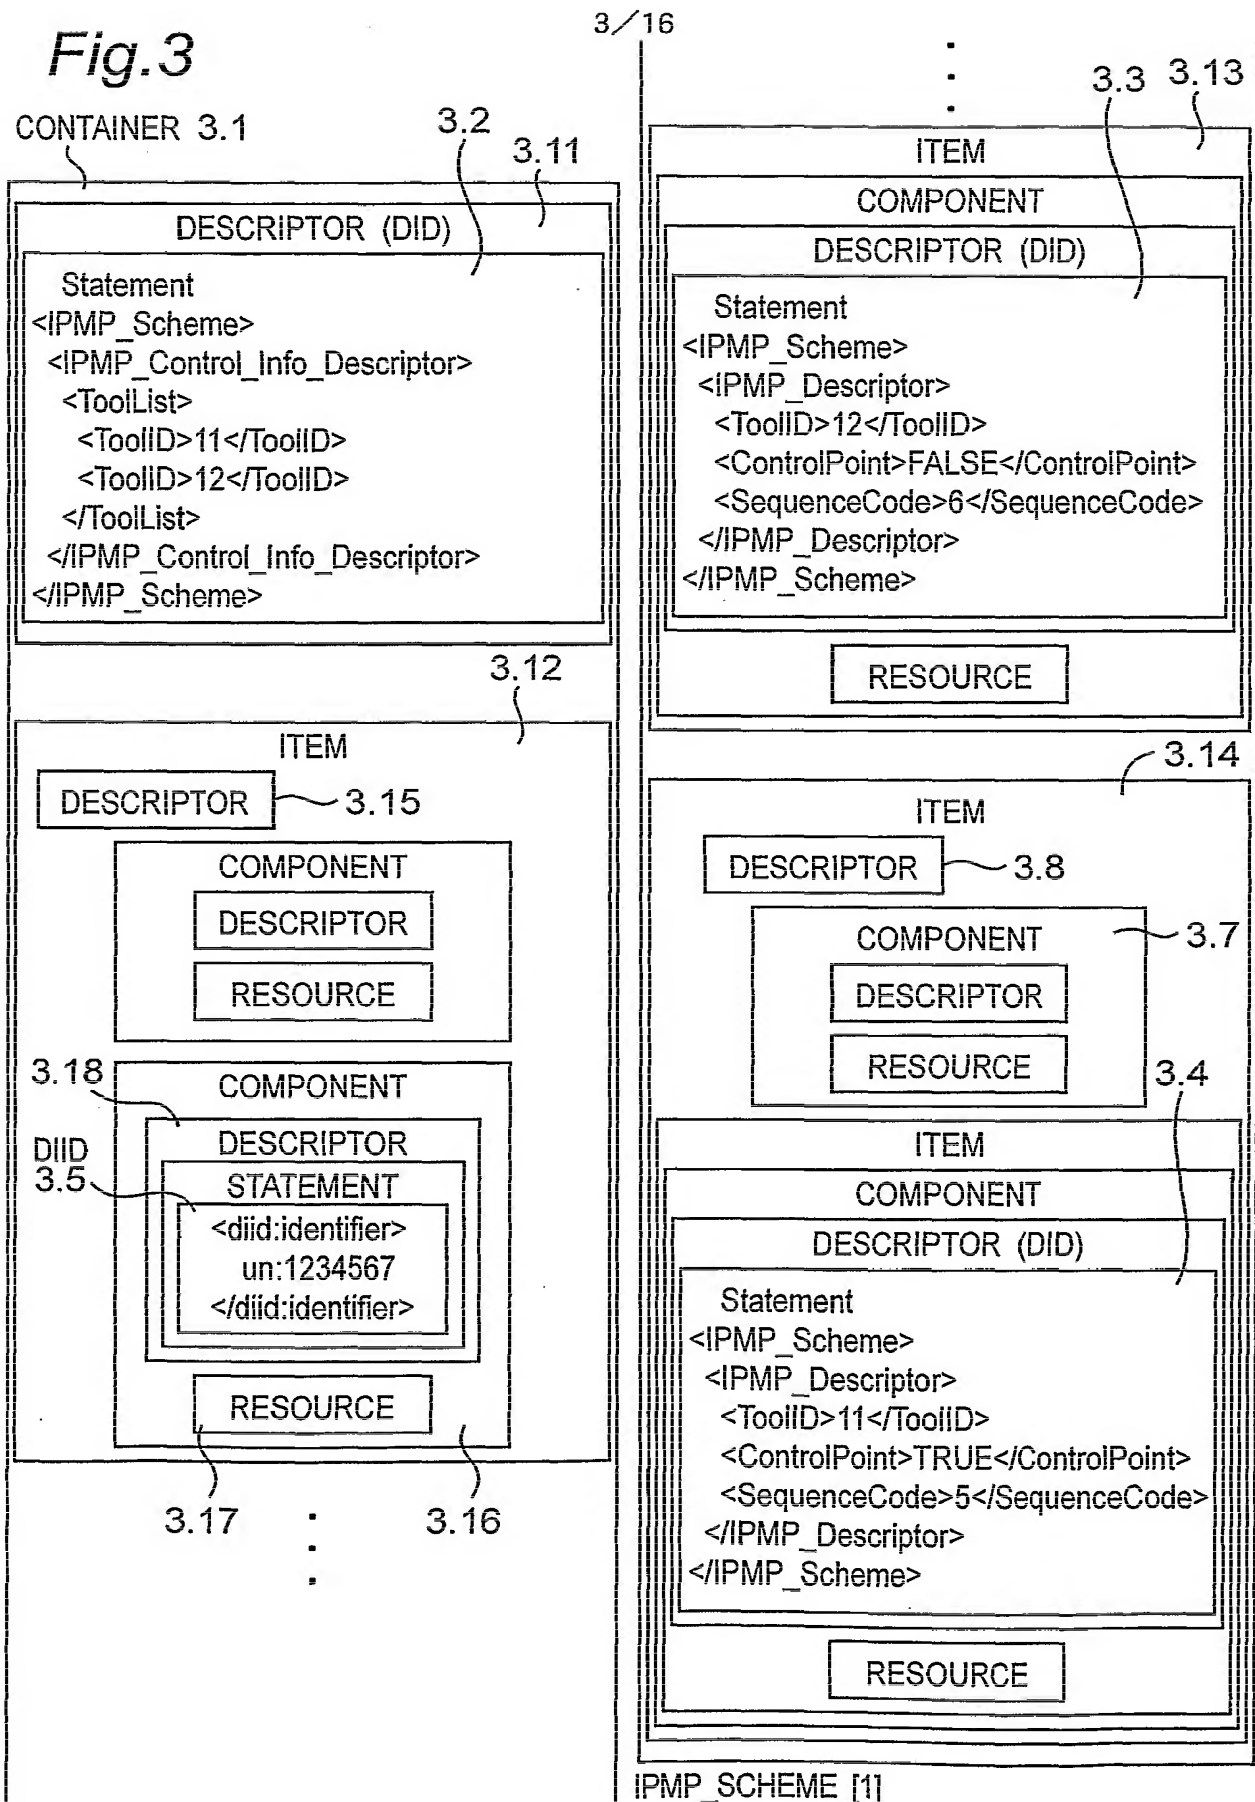 3/16
Fig.3
CONTAINER 3.1
3.2
3.11
DESCRIPTOR (DID)
Statement
<IPMP_Scheme>
<IPMP_Control_Info_Descriptor>
<ToolList>
<ToolID>11</ToolID>
<ToolID>12</ToolID>
</ToolList>
</IPMP_Control_Info_Descriptor>
</IPMP_Scheme>
3.12
ITEM
DESCRIPTOR
3.15
COMPONENT
DESCRIPTOR
RESOURCE
3.18
COMPONENT
DESCRIPTOR
DIID
3.5
STATEMENT
<diid:identifier>
un:1234567
</diid:identifier>
RESOURCE
3.17
3.16
3.3
3.13
ITEM
COMPONENT
DESCRIPTOR (DID)
Statement
<IPMP_Scheme>
<IPMP_Descriptor>
<ToolID>12</ToolID>
<ControlPoint>FALSE</ControlPoint>
<SequenceCode>6</SequenceCode>
</IPMP_Descriptor>
</IPMP_Scheme>
RESOURCE
3.14
ITEM
DESCRIPTOR
3.8
COMPONENT
3.7
DESCRIPTOR
RESOURCE
3.4
ITEM
COMPONENT
DESCRIPTOR (DID)
Statement
<IPMP_Scheme>
<IPMP_Descriptor>
<ToolID>11</ToolID>
<ControlPoint>TRUE</ControlPoint>
<SequenceCode>5</SequenceCode>
</IPMP_Descriptor>
</IPMP_Scheme>
RESOURCE
IPMP_SCHEME [1]